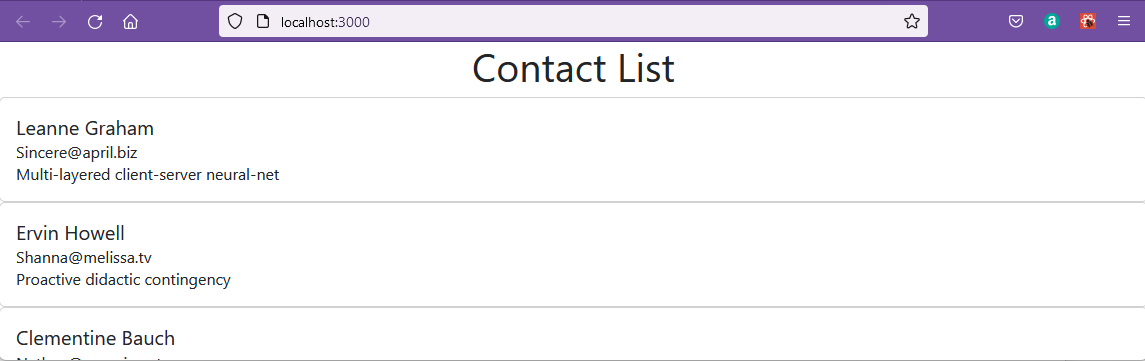 localhost:3000
Contact List
Leanne Graham
Sincere@april.biz
Multi-layered client-server neural-net
Ervin Howell
Shanna@melissa.tv
Proactive didactic contingency
Clementine Bauch